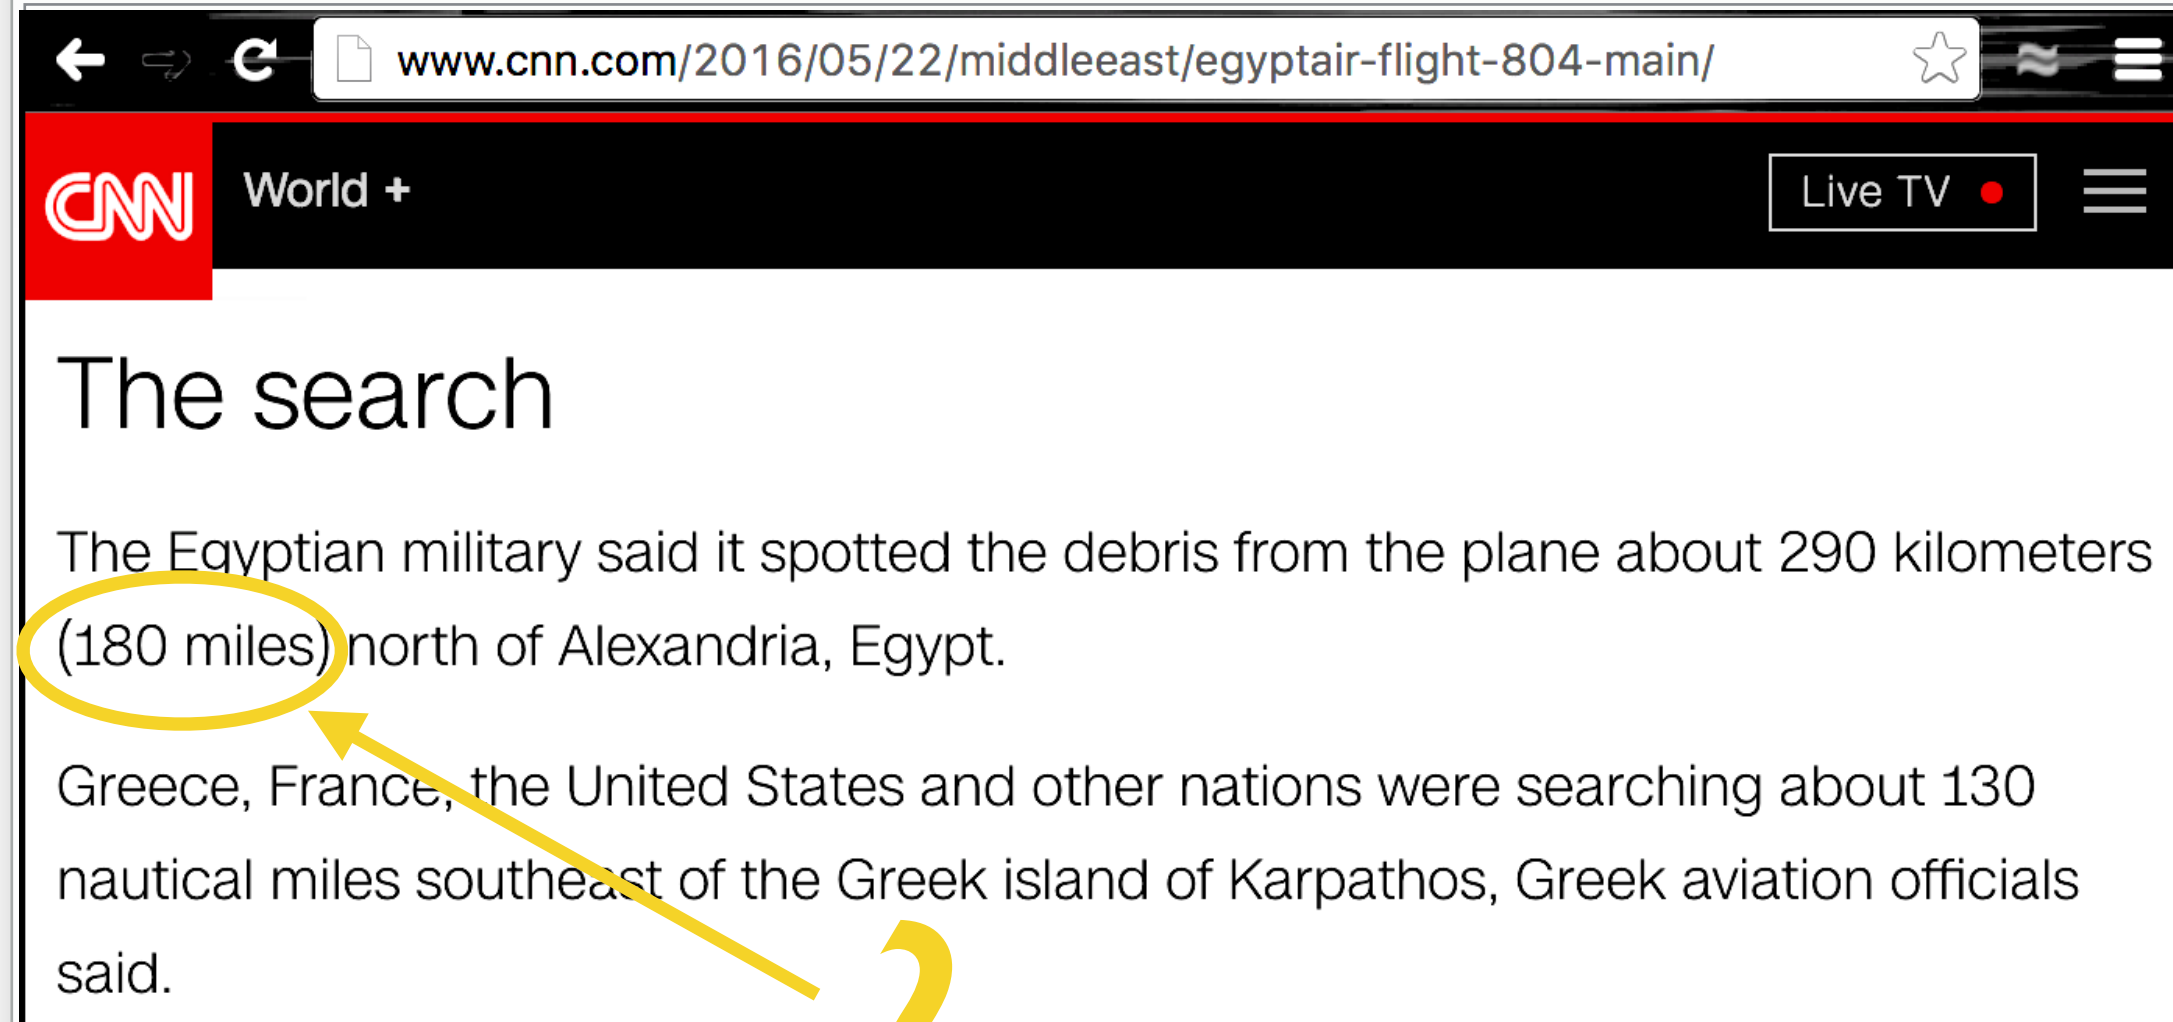 www.cnn.com/2016/05/22/middleeast/egyptair-flight-804-main/
CNN
World +
Live TV
The search
The Egyptian military said it spotted the debris from the plane about 290 kilometers
(180 miles) north of Alexandria, Egypt.
Greece, France, the United States and other nations were searching about 130
nautical miles southeast of the Greek island of Karpathos, Greek aviation officials
said.
?